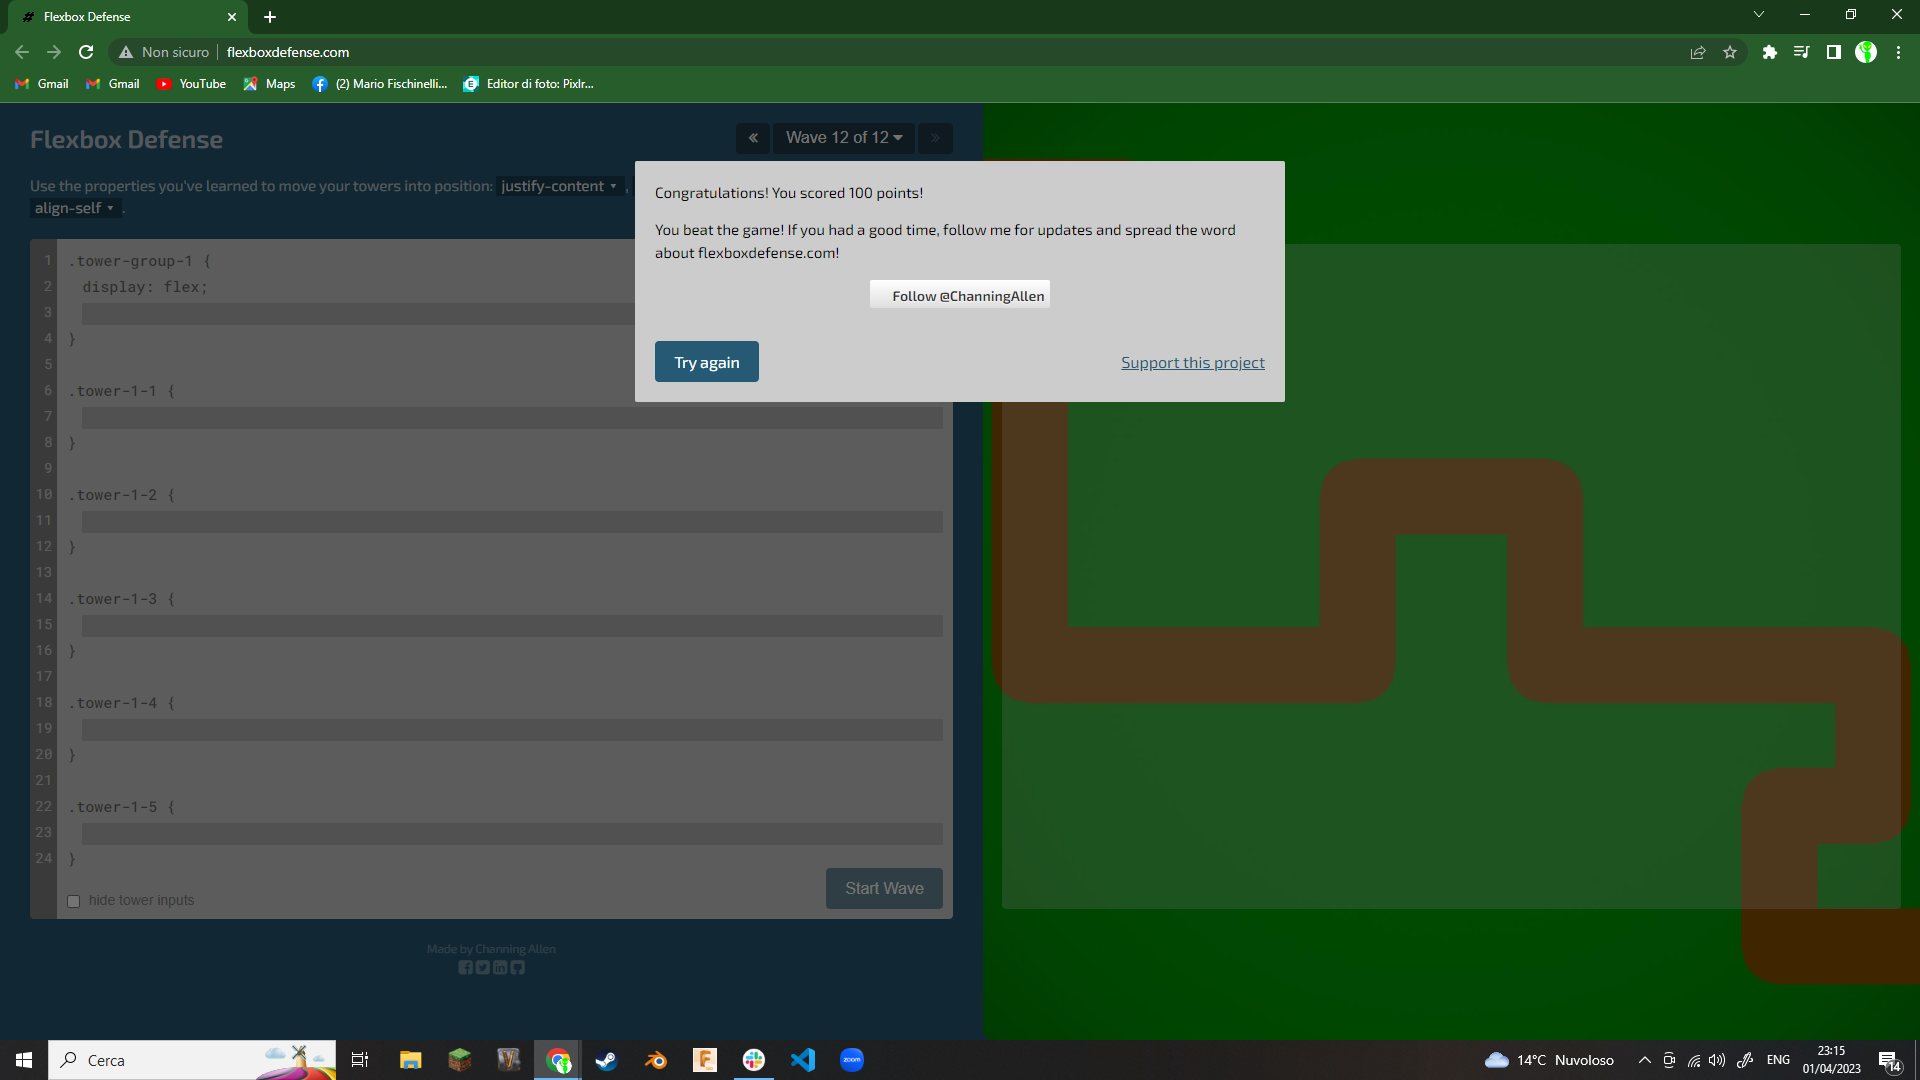 Flexbox Defense
Non sicuro
flexboxdefense.com
Gmail
Gmail
YouTube
Maps
(2) Mario Fischinelli...
Editor di foto: Pixlr...
Flexbox Defense
« Wave 12 of 12 »
Use the properties you've learned to move your towers into position: justify-content ,
align-self .
Congratulations! You scored 100 points!
You beat the game! If you had a good time, follow me for updates and spread the word
about flexboxdefense.com!
Follow @ChanningAllen
Try again
Support this project
1 .tower-group-1 {
2 display: flex;
3
4 }
5
6 .tower-1-1 {
7
8 }
9
10 .tower-1-2 {
11
12 }
13
14 .tower-1-3 {
15
16 }
17
18 .tower-1-4 {
19
20 }
21
22 .tower-1-5 {
23
24 }
hide tower inputs
Start Wave
Made by Channing Allen
Cerca
zoom
14°C Nuvoloso
ENG
23:15
01/04/2023
14